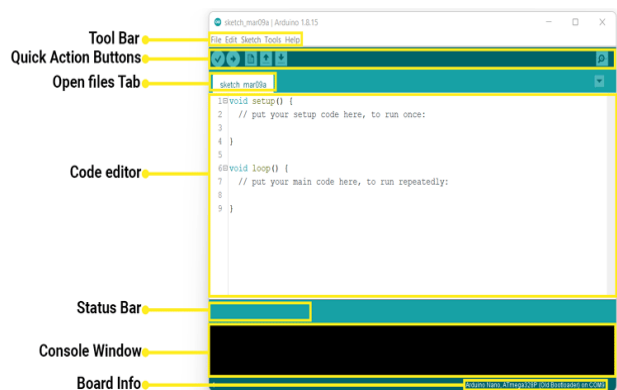 sketch_mar09a | Arduino 1.8.15
Tool Bar
File Edit Sketch Tools Help
Quick Action Buttons
Open files Tab
sketch_mar09a
1 void setup() {
2 // put your setup code here, to run once:
3
4 }
5
6 void loop() {
Code editor
7 // put your main code here, to run repeatedly:
8
9 }
Status Bar
Console Window
Board Info
Arduino Nano, ATmega328P (Old Bootloader) on